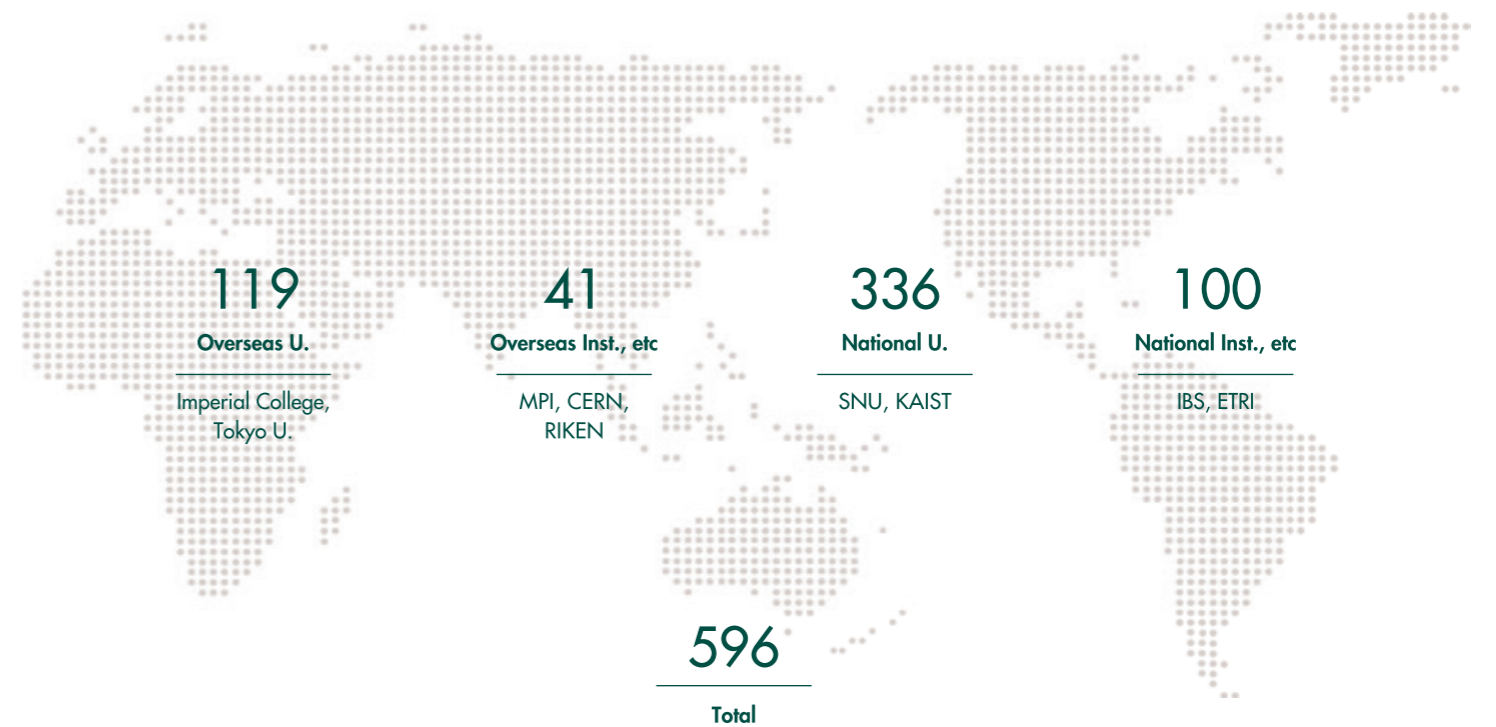 119
Overseas U.
Imperial College,
Tokyo U.
41
Overseas Inst., etc
MPI, CERN,
RIKEN
336
National U.
SNU, KAIST
100
National Inst., etc
IBS, ETRI
596
Total